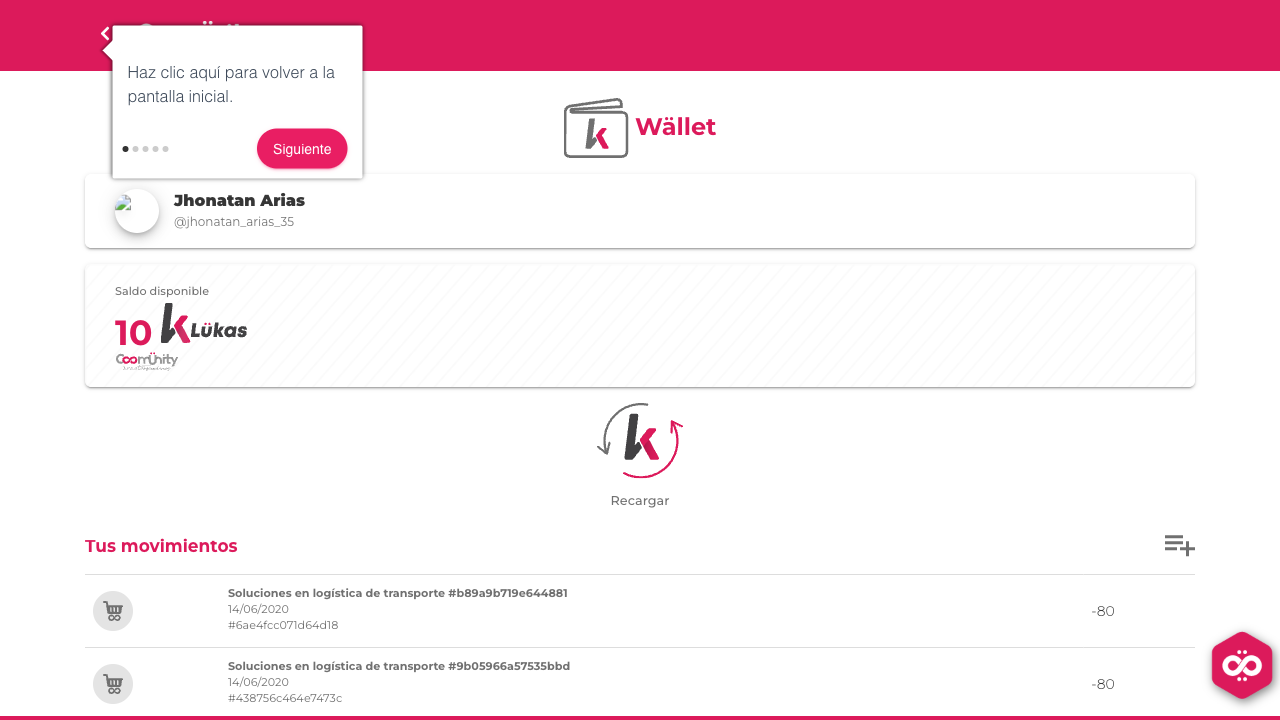 Haz clic aquí para volver a la
pantalla inicial.
Siguiente
Wället
Jhonatan Arias
@jhonatan_arias_35
Saldo disponible
10 k Lükas
Coomünity
Recargar
Tus movimientos
Soluciones en logística de transporte #b89a9b719e644881
14/06/2020
#6ae4fcc071d64d18
-80
Soluciones en logística de transporte #9b05966a57535bbd
14/06/2020
#438756c464e7473c
-80